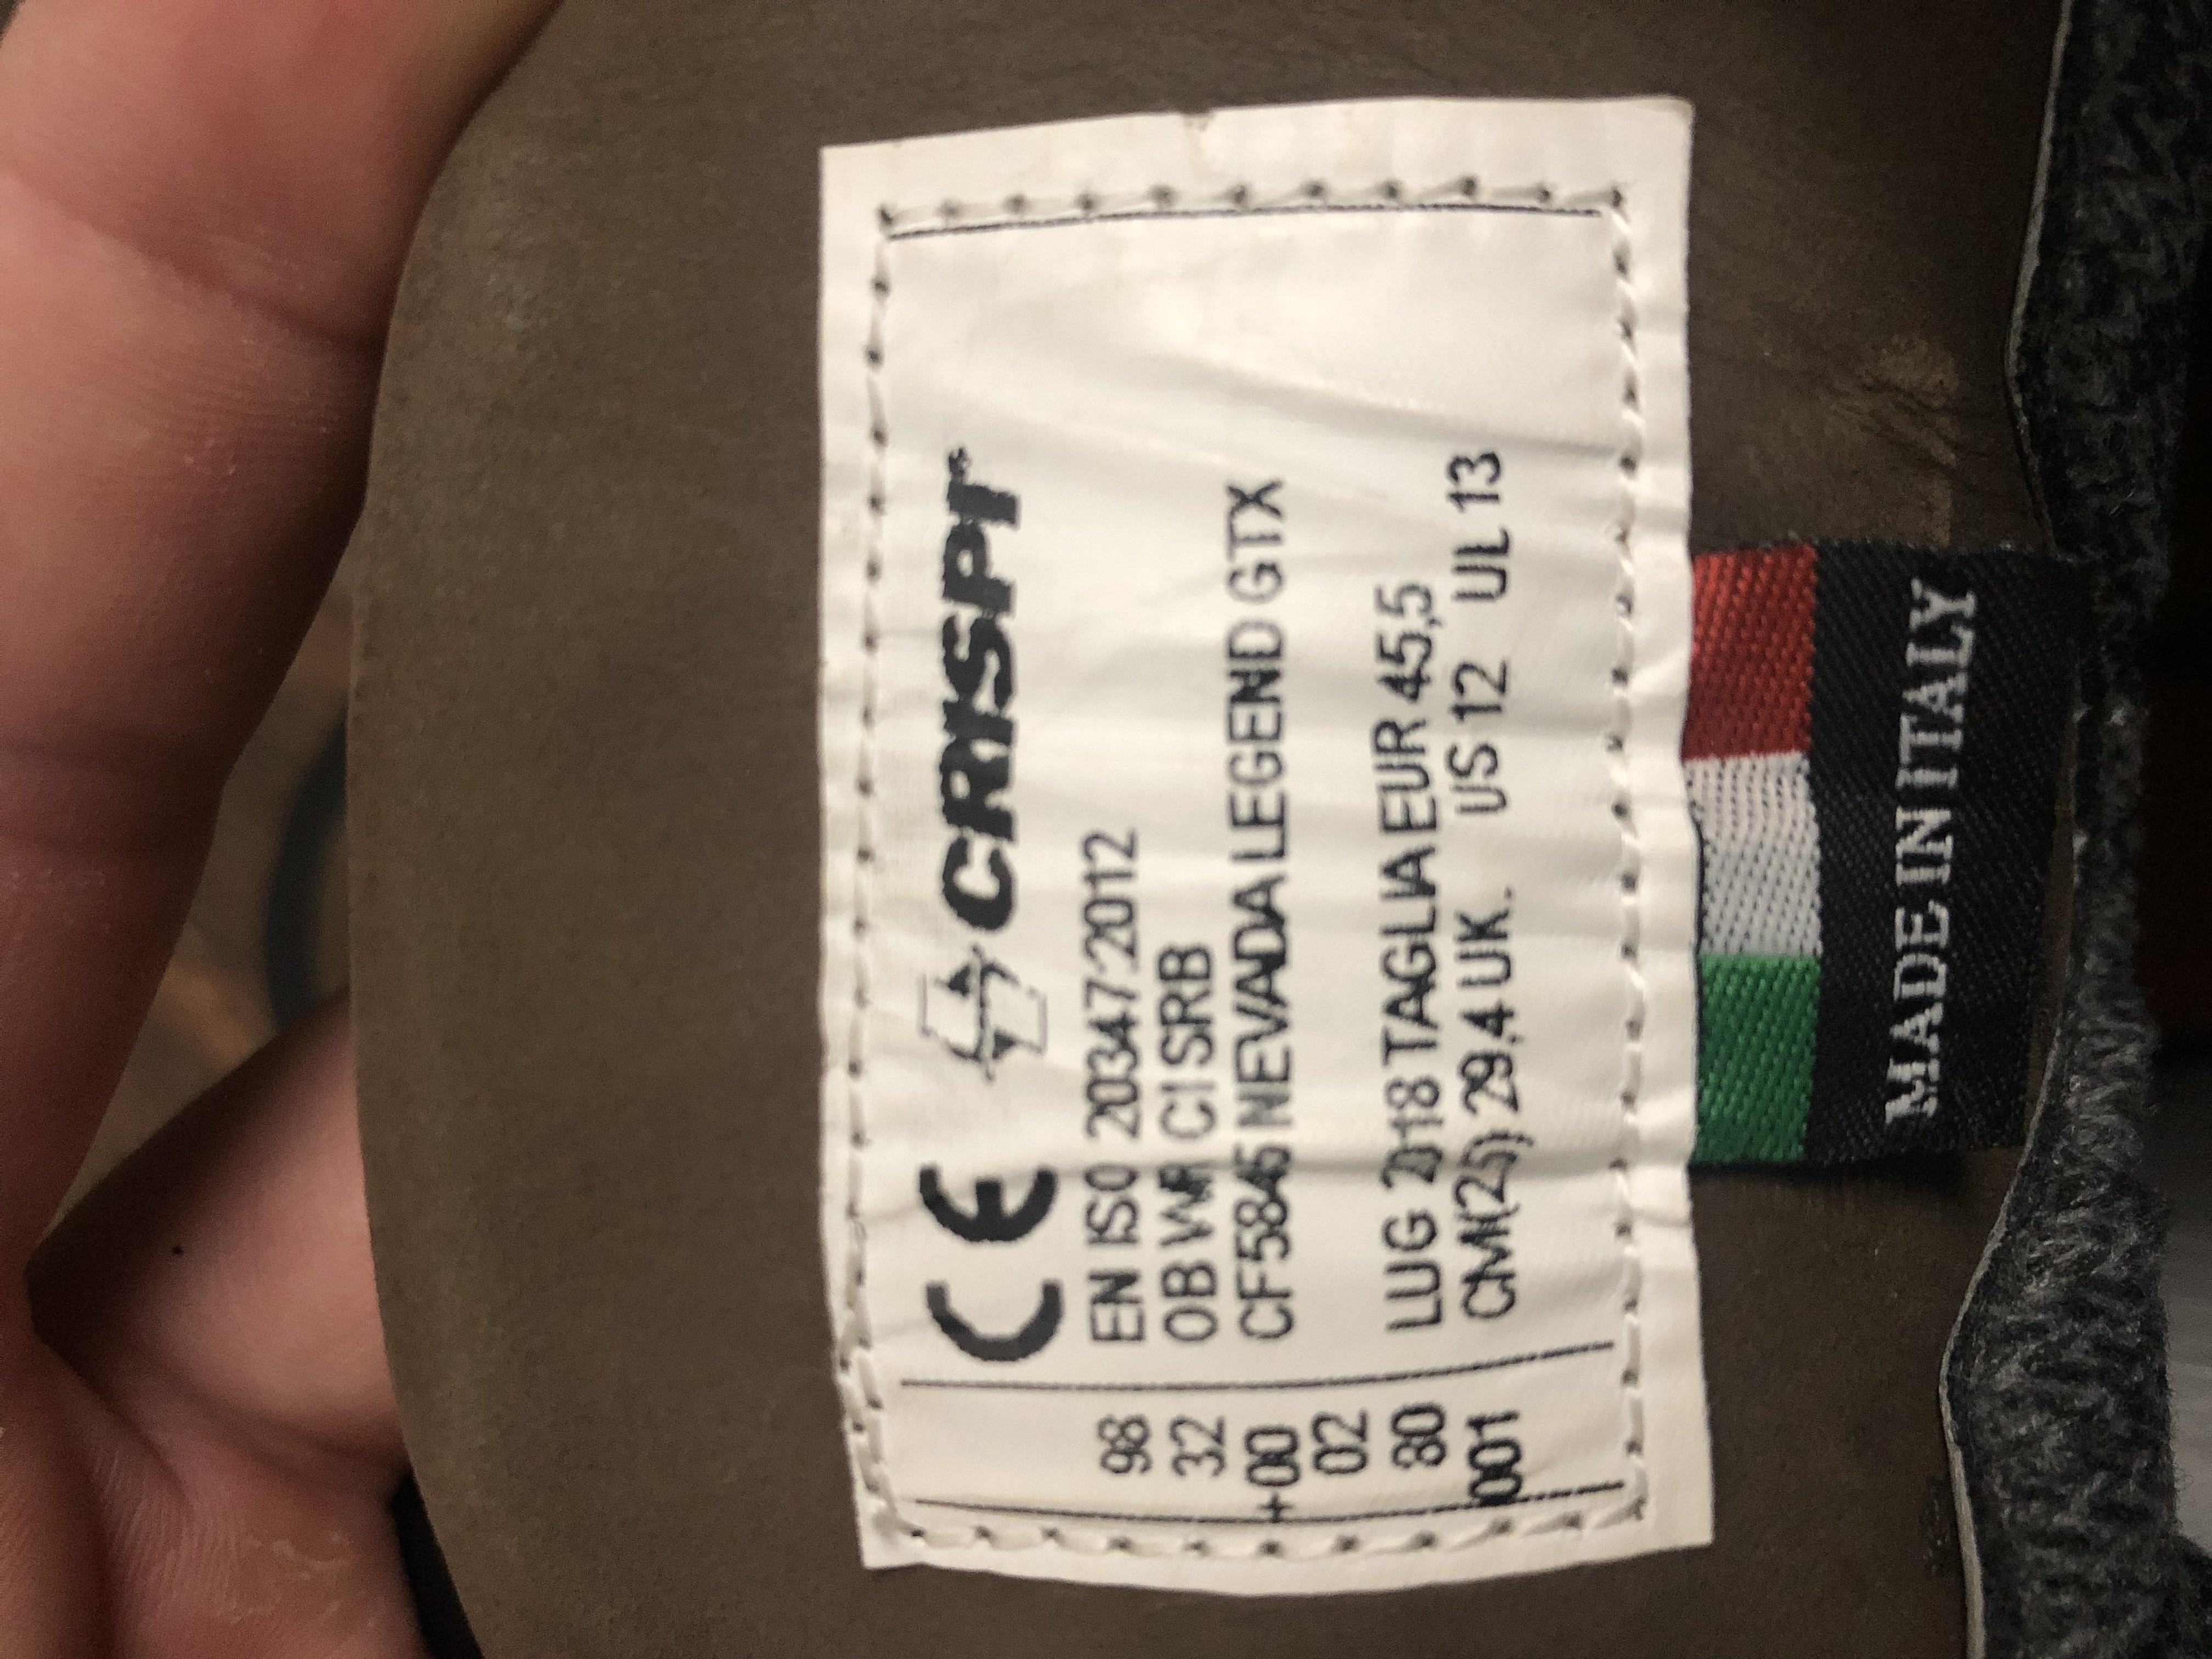 CE CRISPI®
98 EN ISO 20347:2012
32 OB WR CI SRB
+00 CF5845 NEVADA LEGEND GTX
02
80 LUG 2018 TAGLIA EUR 45,5
001 CM(25) 29,4 UK. US 12 UL 13
MADE IN ITALY